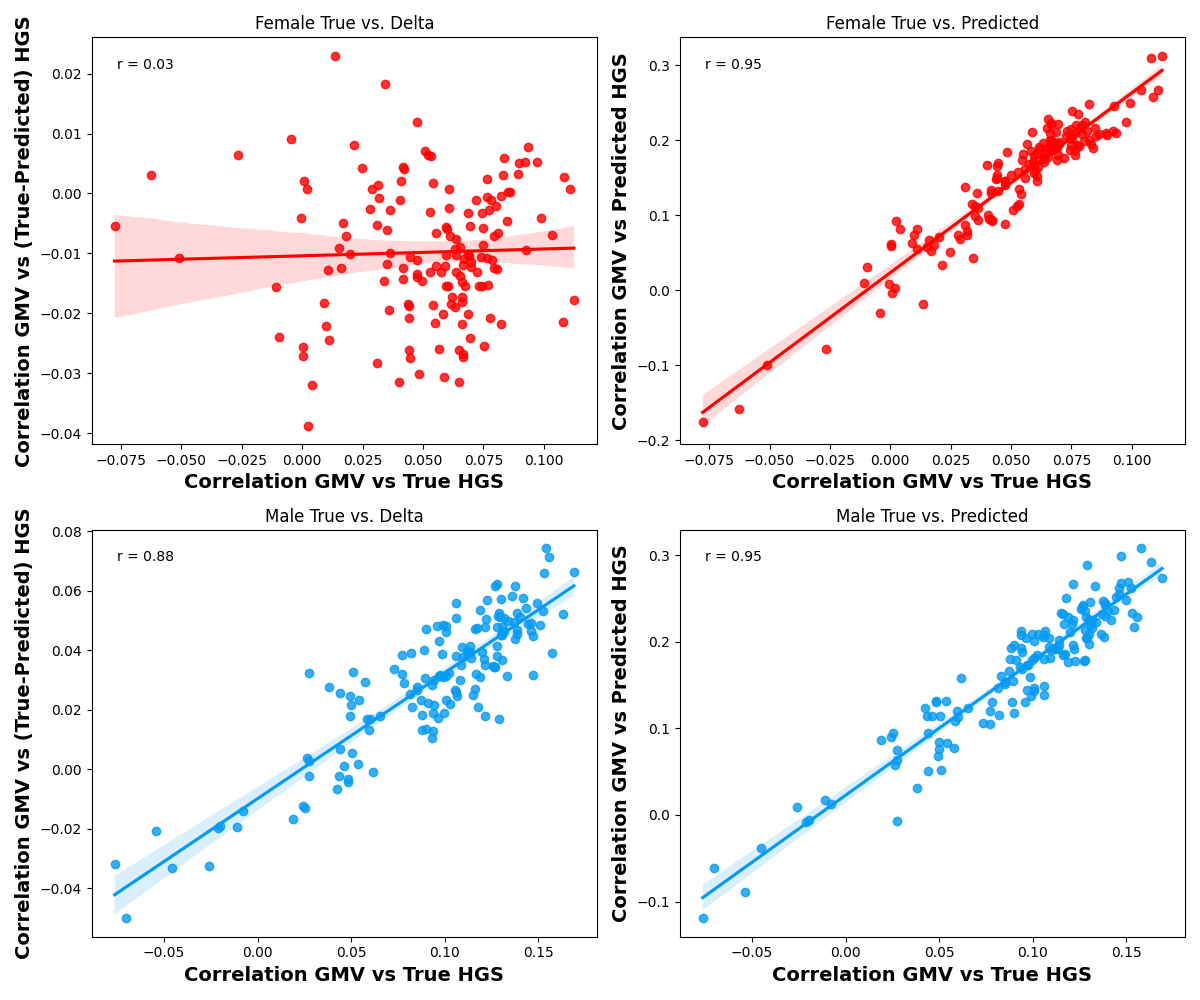 Female True vs. Delta
Correlation GMV vs (True-Predicted) HGS
r = 0.03
0.02
0.01
0.00
−0.01
−0.02
−0.03
−0.04
−0.075 −0.050 −0.025 0.000 0.025 0.050 0.075 0.100
Correlation GMV vs True HGS
Female True vs. Predicted
Correlation GMV vs Predicted HGS
r = 0.95
0.3
0.2
0.1
0.0
−0.1
−0.2
−0.075 −0.050 −0.025 0.000 0.025 0.050 0.075 0.100
Correlation GMV vs True HGS
Male True vs. Delta
Correlation GMV vs (True-Predicted) HGS
r = 0.88
0.08
0.06
0.04
0.02
0.00
−0.02
−0.04
−0.05 0.00 0.05 0.10 0.15
Correlation GMV vs True HGS
Male True vs. Predicted
Correlation GMV vs Predicted HGS
r = 0.95
0.3
0.2
0.1
0.0
−0.1
−0.05 0.00 0.05 0.10 0.15
Correlation GMV vs True HGS